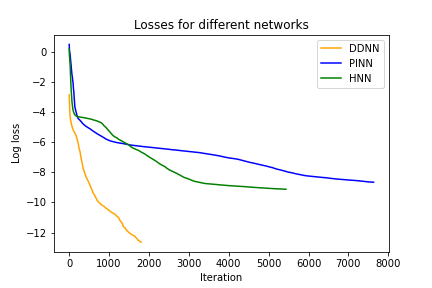 Losses for different networks
DDNN
PINN
HNN
Log loss
0
−2
−4
−6
−8
−10
−12
0 1000 2000 3000 4000 5000 6000 7000 8000
Iteration